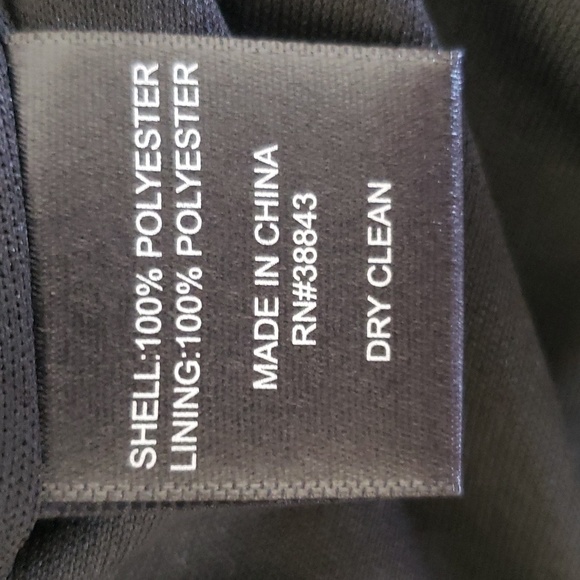 SHELL:100% POLYESTER
LINING:100% POLYESTER
MADE IN CHINA
RN#38843
DRY CLEAN